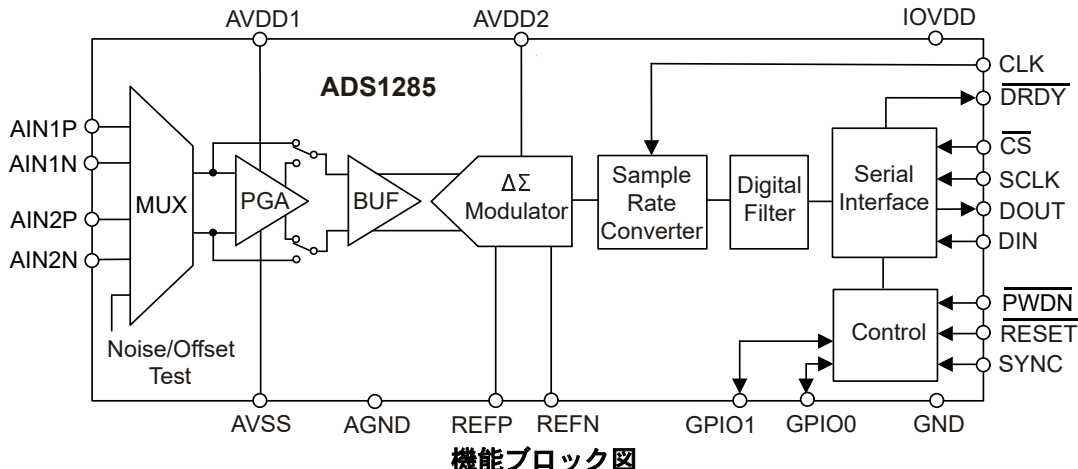 AVDD1
AVDD2
IOVDD
ADS1285
CLK
DRDY
CS
SCLK
DOUT
DIN
PWDN
RESET
SYNC
AIN1P
AIN1N
AIN2P
AIN2N
MUX
PGA
BUF
ΔΣ
Modulator
Sample
Rate
Converter
Digital
Filter
Serial
Interface
Control
Noise/Offset
Test
AVSS
AGND
REFP
REFN
GPIO1
GPIO0
GND
機能ブロック図